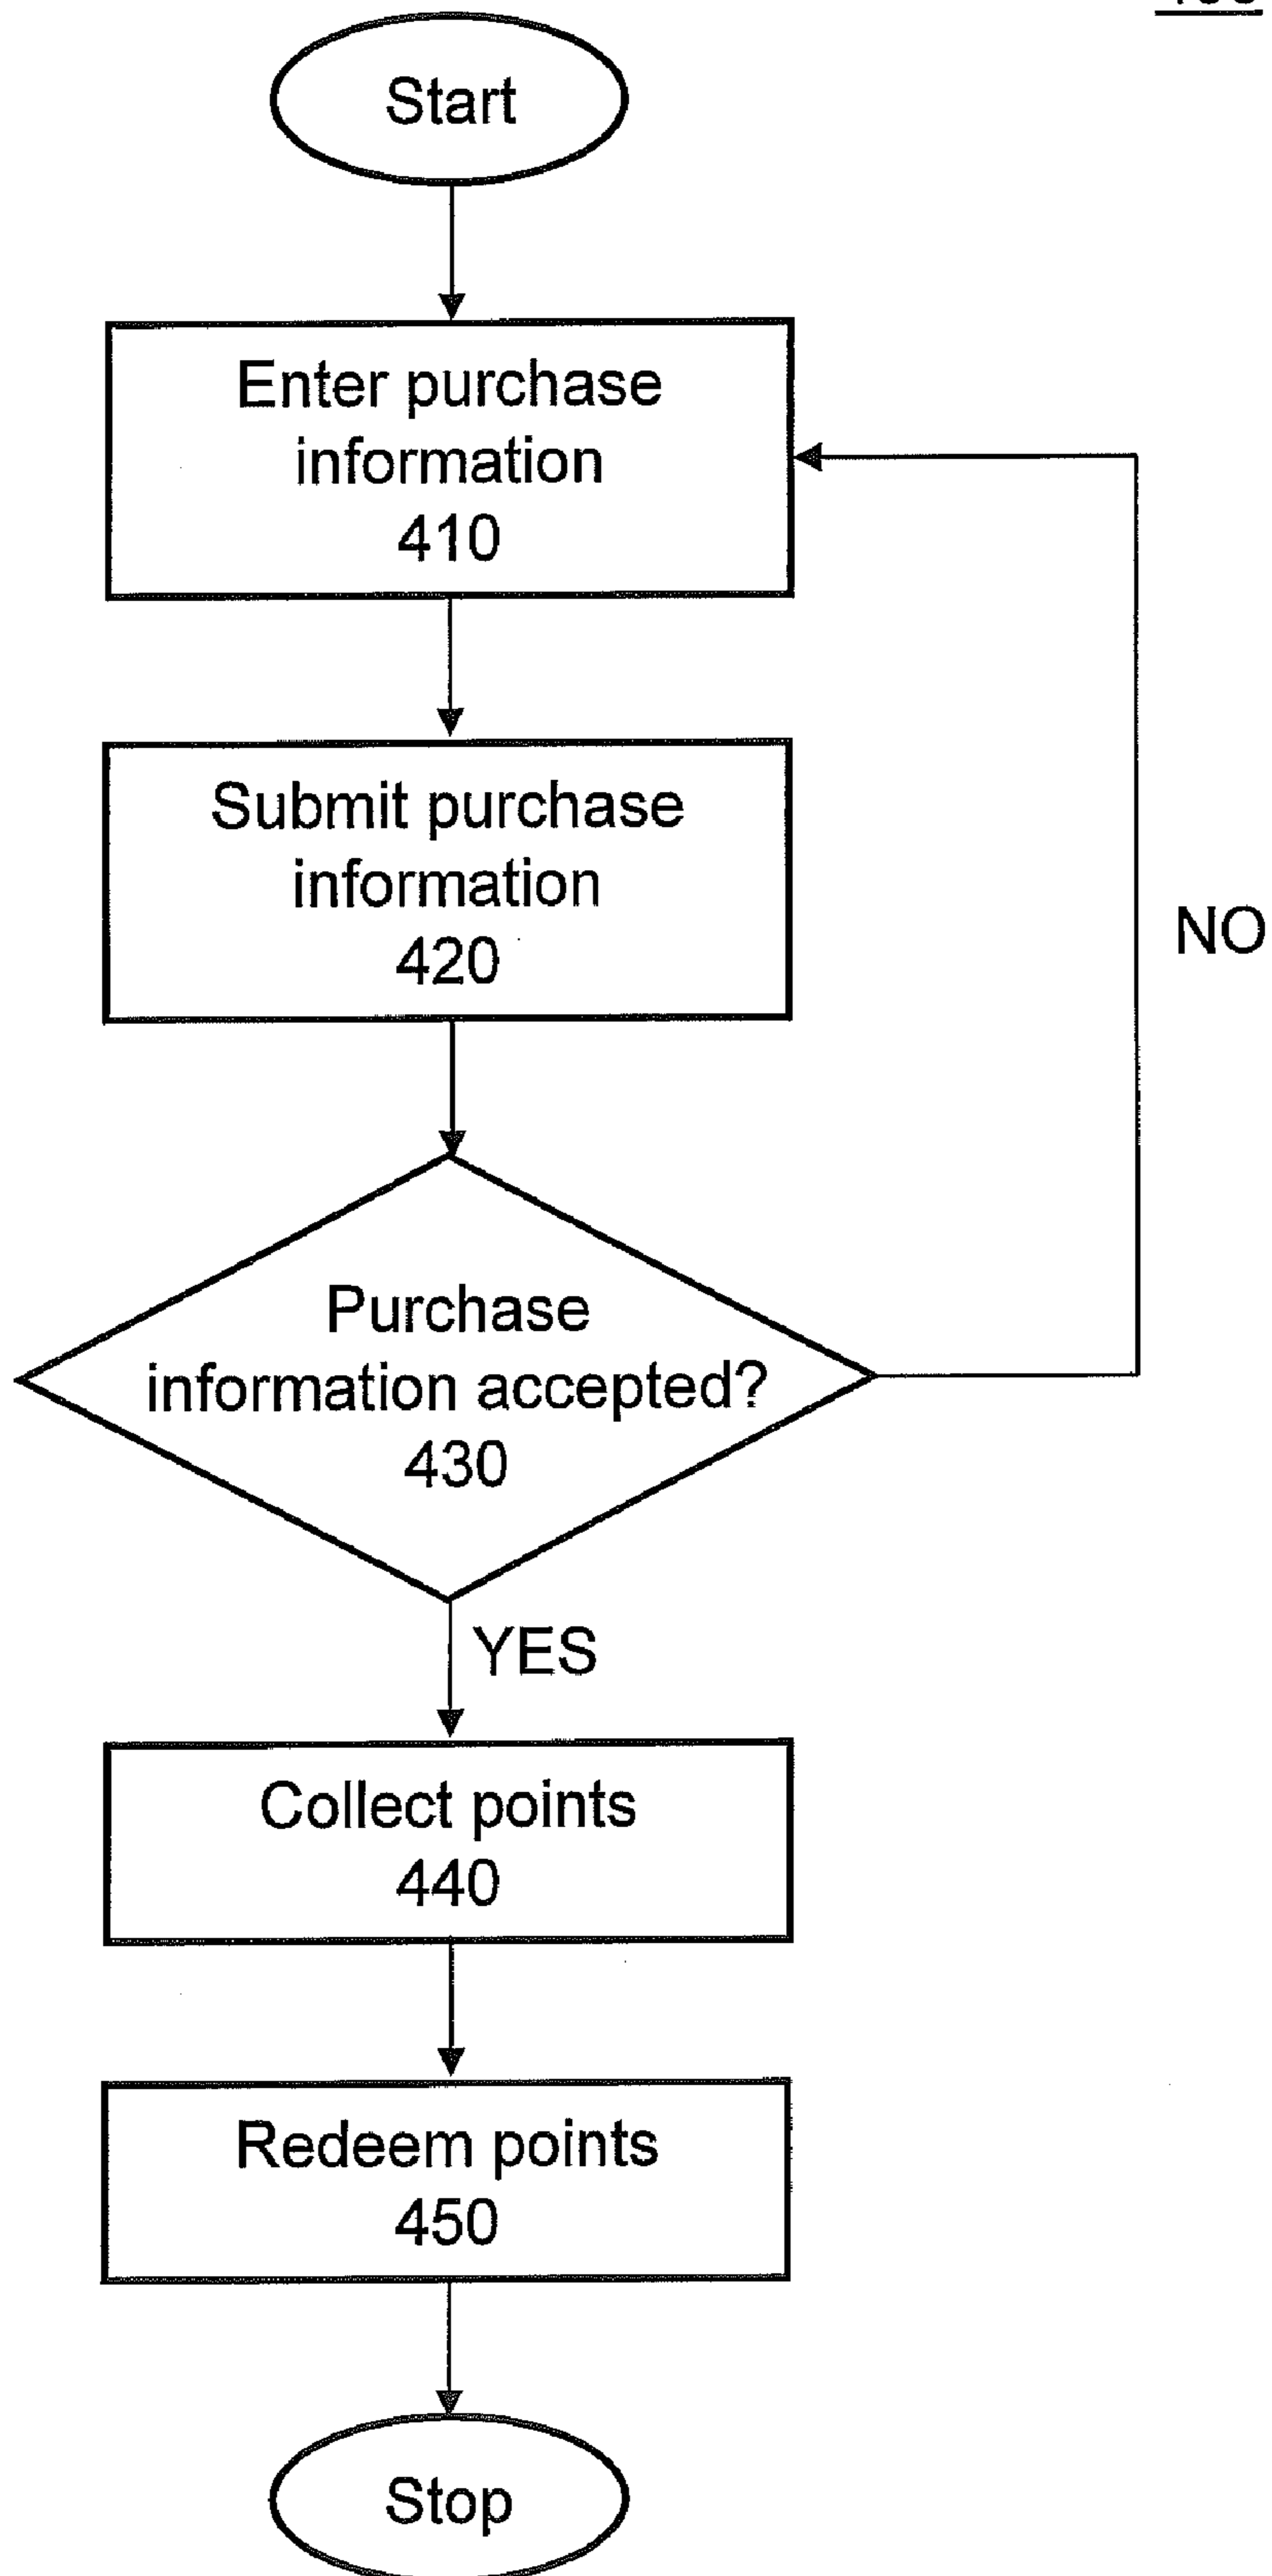 Start
Enter purchase
information
410
Submit purchase
information
420
NO
Purchase
information accepted?
430
YES
Collect points
440
Redeem points
450
Stop